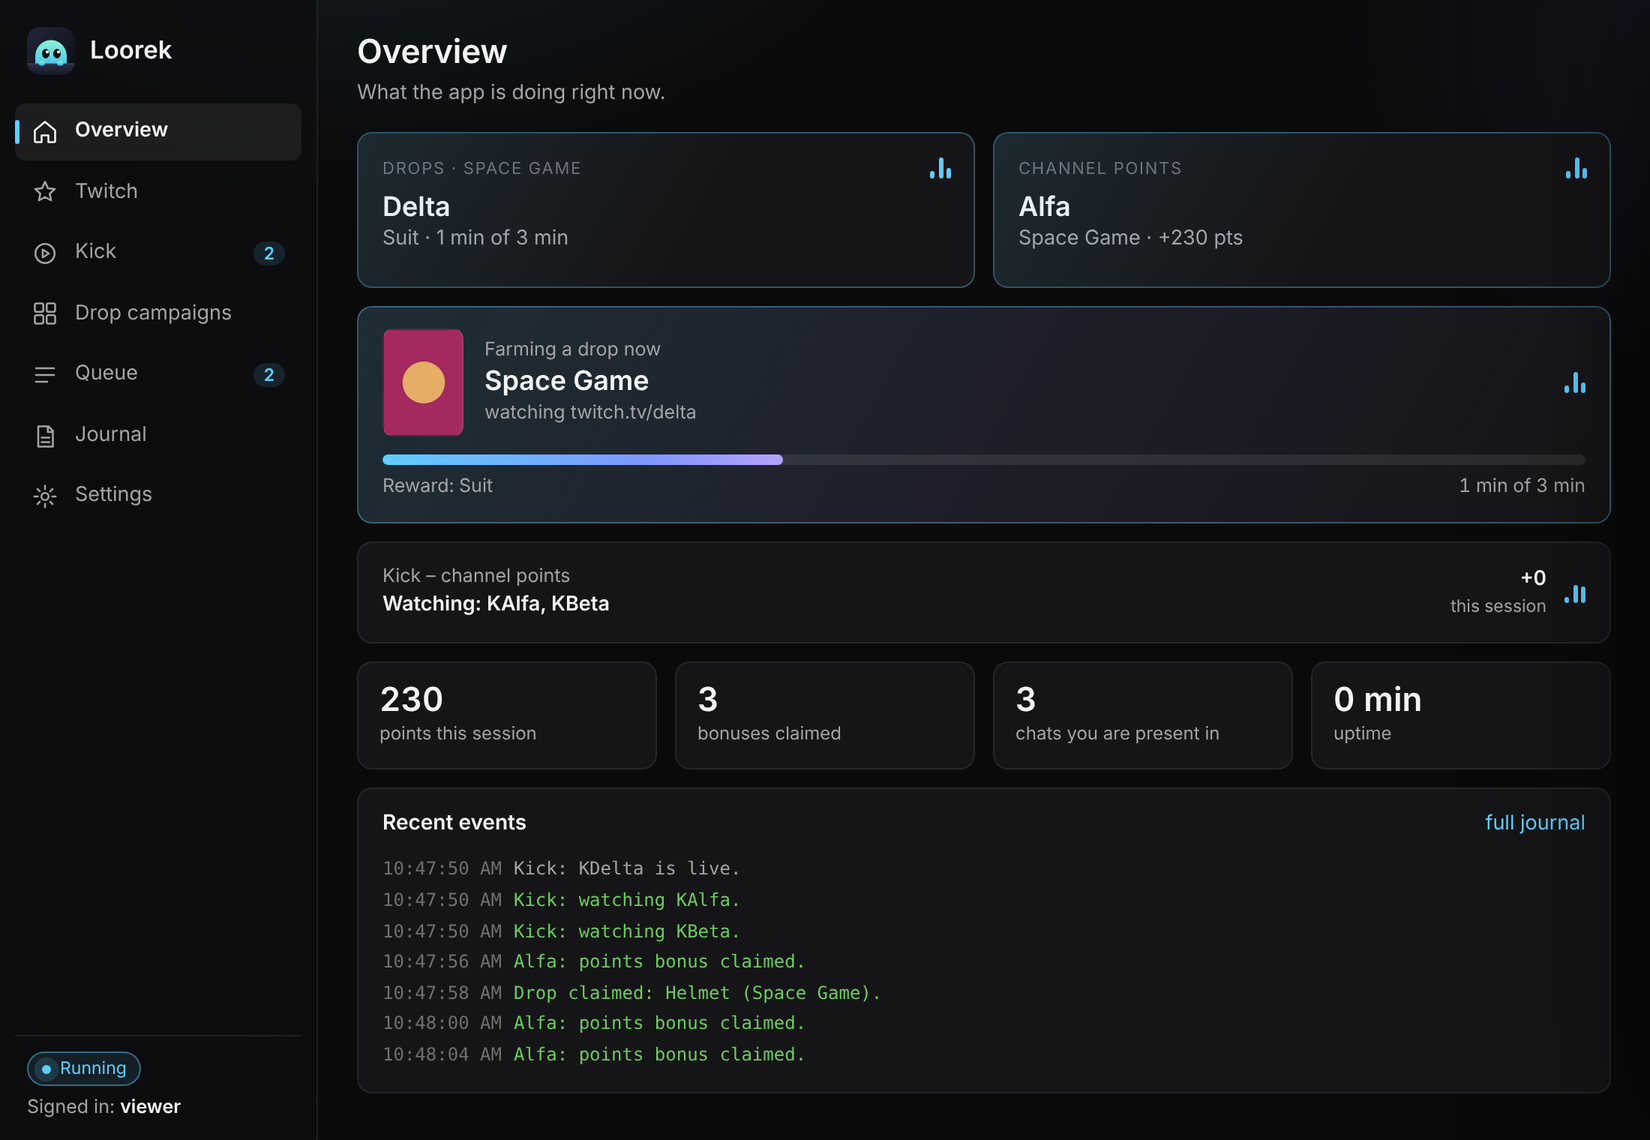 Loorek
Overview
Twitch
Kick
2
Drop campaigns
Queue
2
Journal
Settings
Running
Signed in: viewer
Overview
What the app is doing right now.
DROPS · SPACE GAME
Delta
Suit · 1 min of 3 min
CHANNEL POINTS
Alfa
Space Game · +230 pts
Farming a drop now
Space Game
watching twitch.tv/delta
Reward: Suit
1 min of 3 min
Kick – channel points
Watching: KAlfa, KBeta
+0
this session
230
points this session
3
bonuses claimed
3
chats you are present in
0 min
uptime
Recent events
full journal
10:47:50 AM Kick: KDelta is live.
10:47:50 AM Kick: watching KAlfa.
10:47:50 AM Kick: watching KBeta.
10:47:56 AM Alfa: points bonus claimed.
10:47:58 AM Drop claimed: Helmet (Space Game).
10:48:00 AM Alfa: points bonus claimed.
10:48:04 AM Alfa: points bonus claimed.